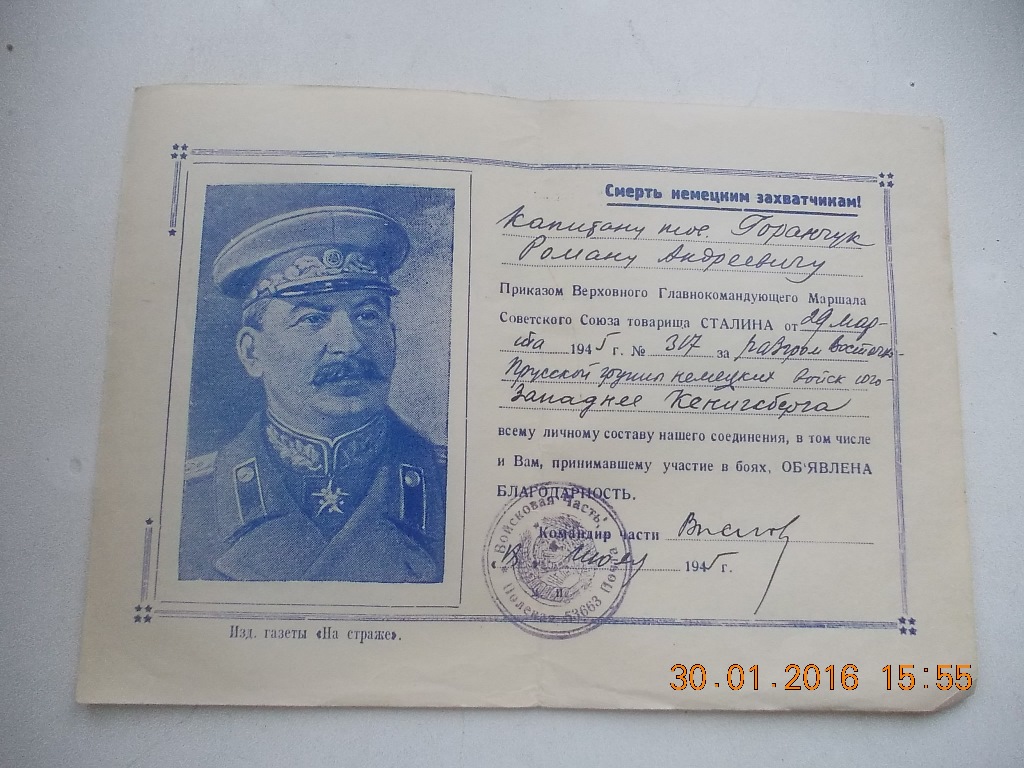 Смерть немецким захватчикам!
Капитану тов. Горанчук
Роману Андреевичу
Приказом Верховного Главнокомандующего Маршала
Советского Союза товарища СТАЛИНА от 29 мар-
та 1945 г. № 317 за разгром восточно-
Прусской группы немецких войск юго-
Западнее Кенигсберга
всему личному составу нашего соединения, в том числе
и Вам, принимавшему участие в боях, ОБ'ЯВЛЕНА
БЛАГОДАРНОСТЬ.
Командир части
1945 г.
Войсковая Часть
Полевая Почта 53663
Изд. газеты «На страже».
30.01.2016 15:55